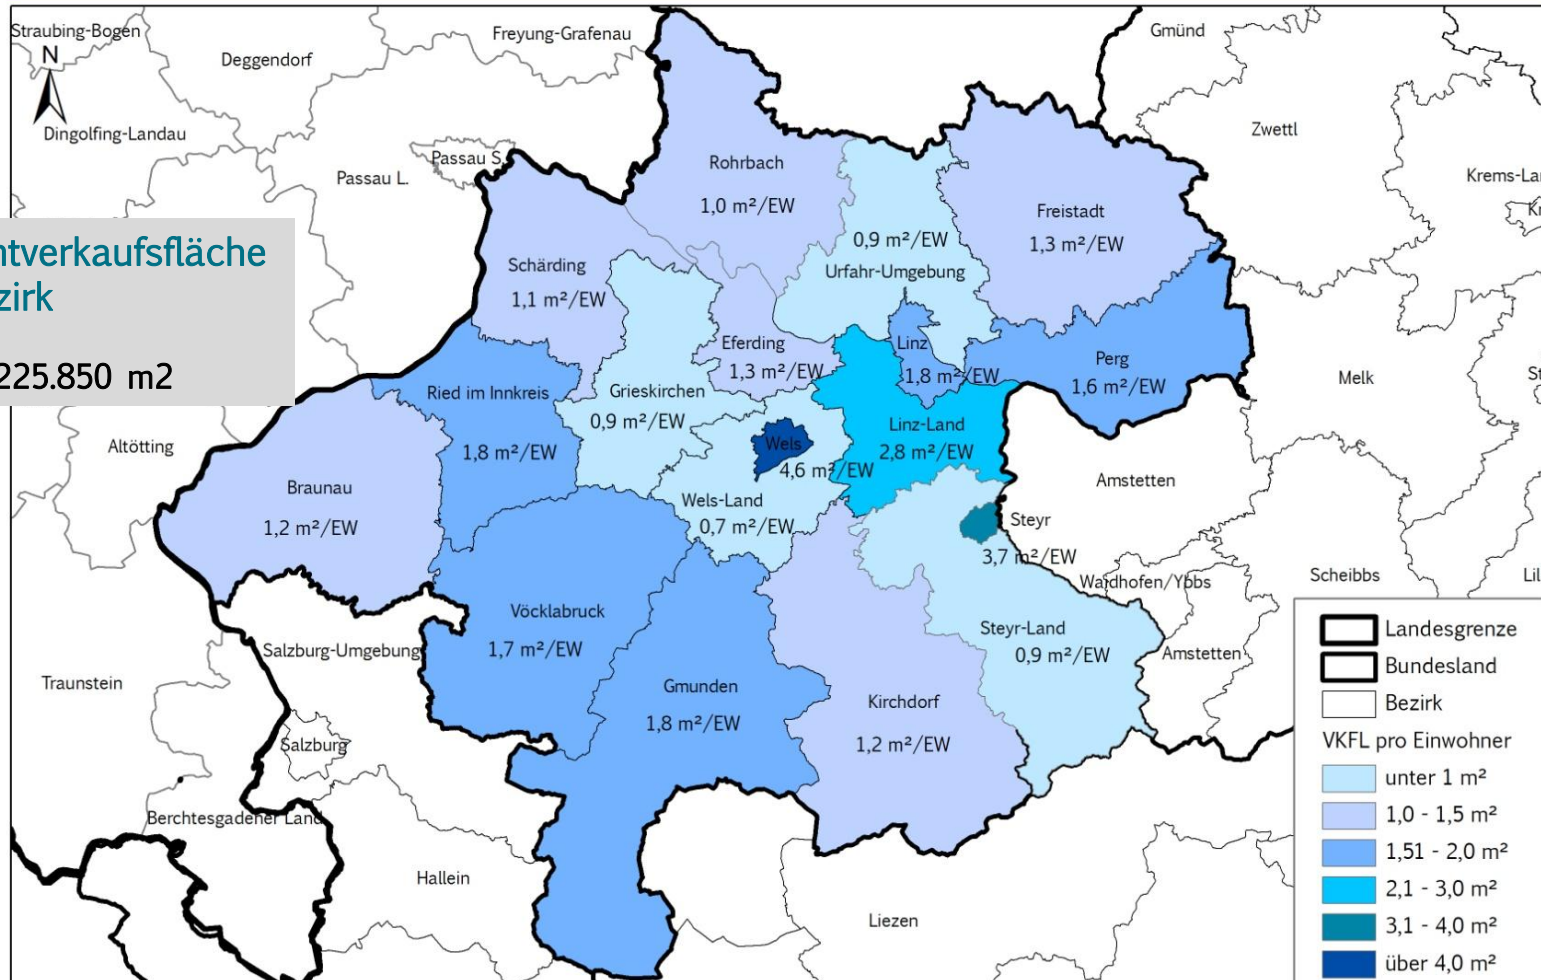 Straubing-Bogen
N
Deggendorf
Freyung-Grafenau
Gmünd
Dingolfing-Landau
Passau S.
Passau L.
Zwettl
Krems-La
Rohrbach
1,0 m²/EW
Freistadt
1,3 m²/EW
0,9 m²/EW
Urfahr-Umgebung
ntverkaufsfläche
zirk
225.850 m2
Schärding
1,1 m²/EW
Eferding
1,3 m²/EW
Linz
1,8 m²/EW
Perg
1,6 m²/EW
Melk
St
Ried im Innkreis
1,8 m²/EW
Grieskirchen
0,9 m²/EW
Linz-Land
2,8 m²/EW
Altötting
Wels
4,6 m²/EW
Braunau
1,2 m²/EW
Wels-Land
0,7 m²/EW
Amstetten
Steyr
3,7 m²/EW
Waidhofen/Ybbs
Scheibbs
Lil
Vöcklabruck
1,7 m²/EW
Steyr-Land
0,9 m²/EW
Amstetten
Salzburg-Umgebung
Traunstein
Gmunden
1,8 m²/EW
Kirchdorf
1,2 m²/EW
Salzburg
Berchtesgadener Land
Hallein
Liezen
Landesgrenze
Bundesland
Bezirk
VKFL pro Einwohner
unter 1 m²
1,0 - 1,5 m²
1,51 - 2,0 m²
2,1 - 3,0 m²
3,1 - 4,0 m²
über 4,0 m²